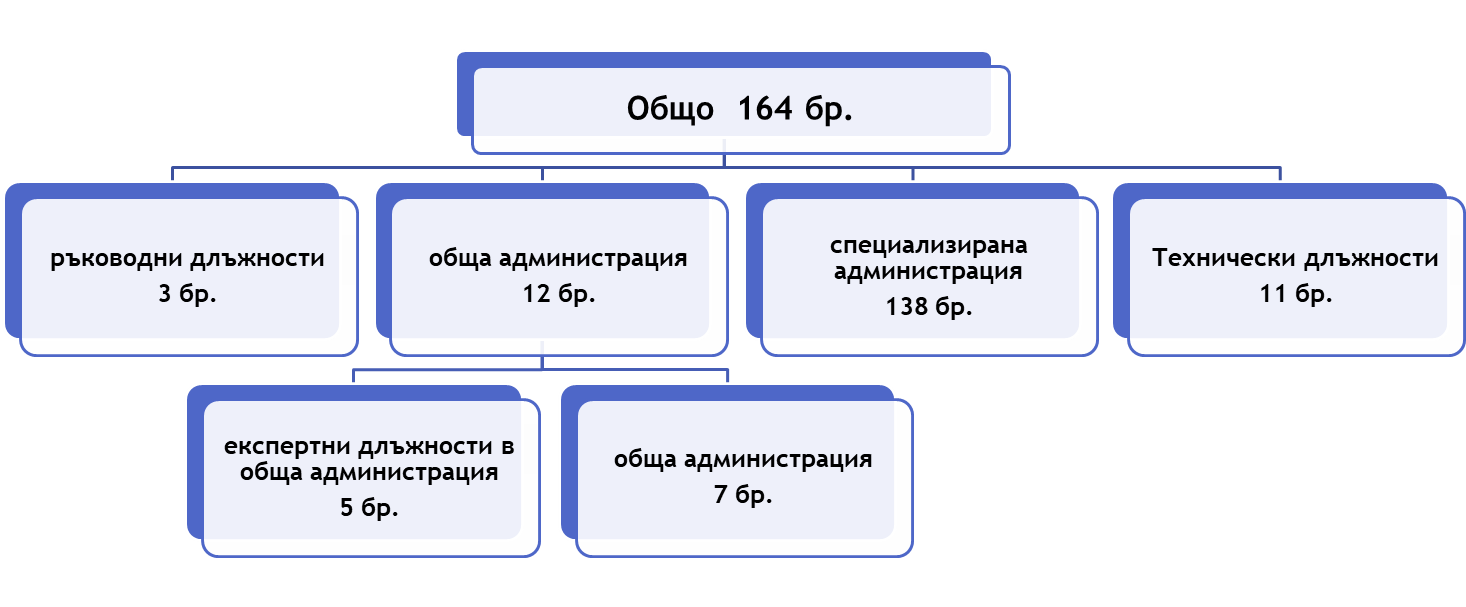 Общо  164 бр.
ръководни длъжности
3 бр.
обща администрация
12 бр.
специализирана
администрация
138 бр.
Технически длъжности
11 бр.
експертни длъжности в
обща администрация
5 бр.
обща администрация
7 бр.